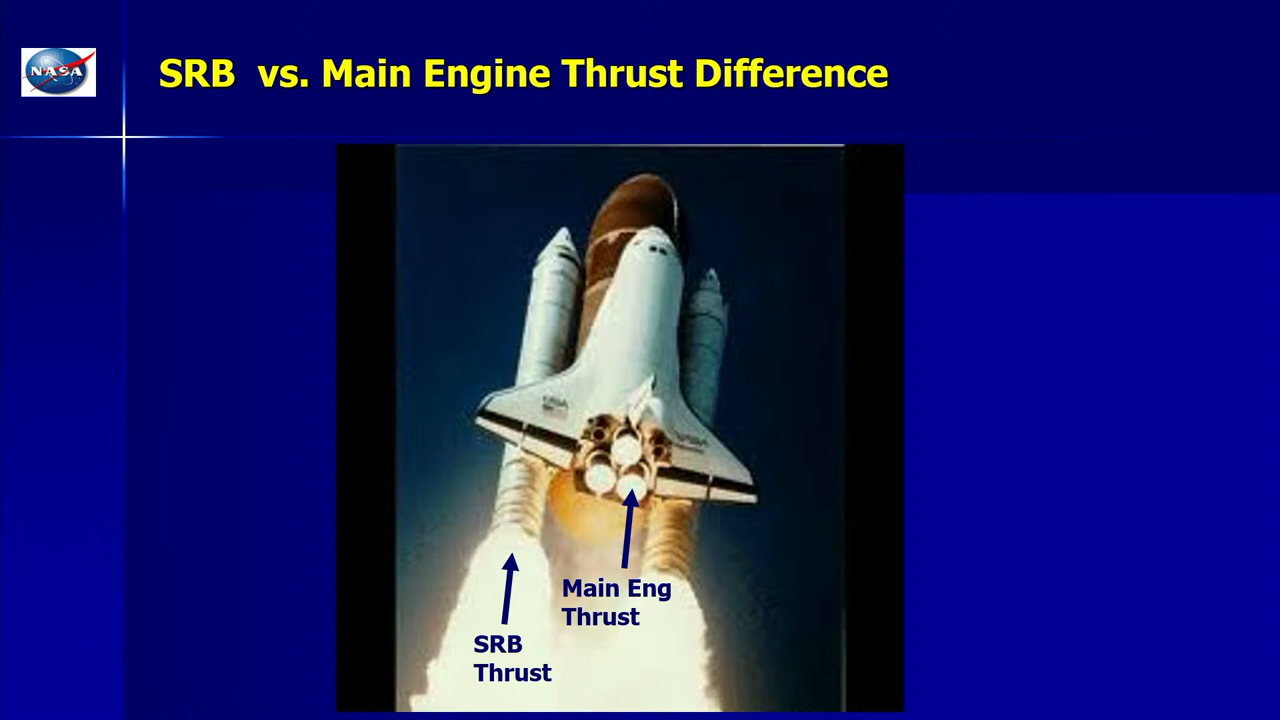 NASA
SRB  vs. Main Engine Thrust Difference
Main Eng
Thrust
SRB
Thrust